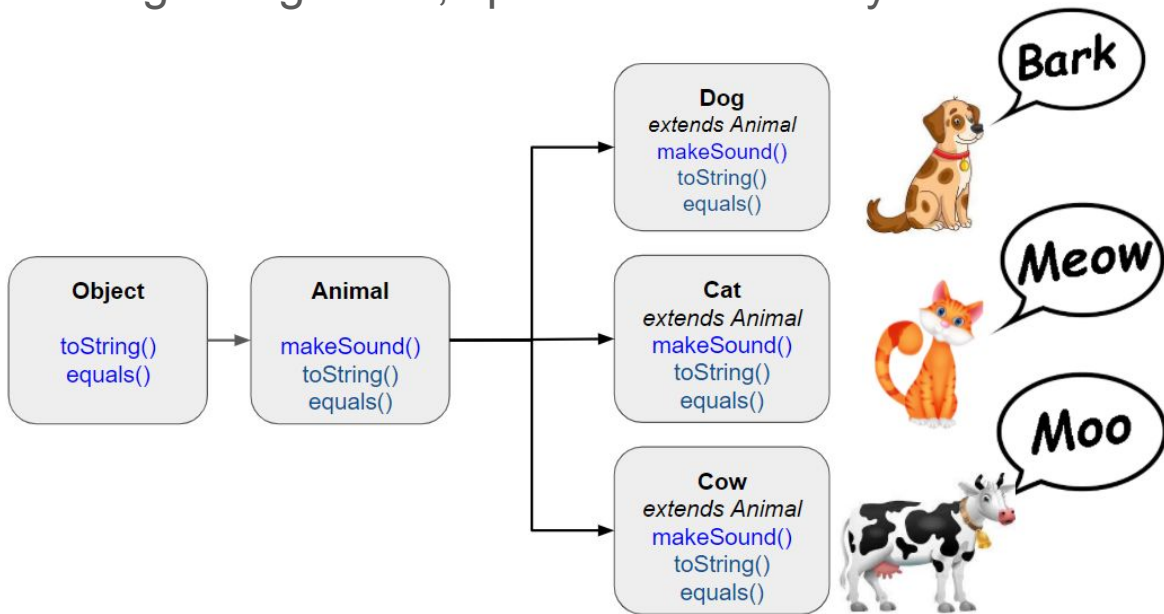 Object
toString()
equals()
Animal
makeSound()
toString()
equals()
Dog
extends Animal
makeSound()
toString()
equals()
Bark
Cat
extends Animal
makeSound()
toString()
equals()
Meow
Cow
extends Animal
makeSound()
toString()
equals()
Moo